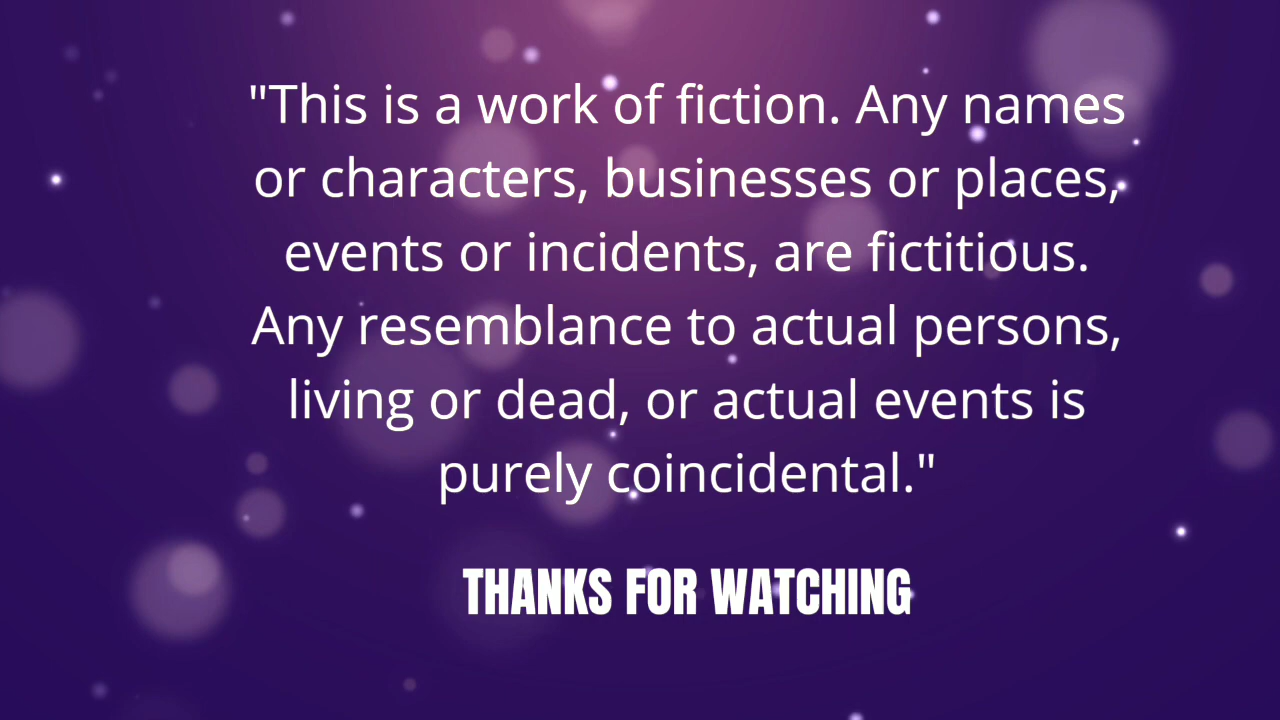 "This is a work of fiction. Any names
or characters, businesses or places,
events or incidents, are fictitious.
Any resemblance to actual persons,
living or dead, or actual events is
purely coincidental."
THANKS FOR WATCHING